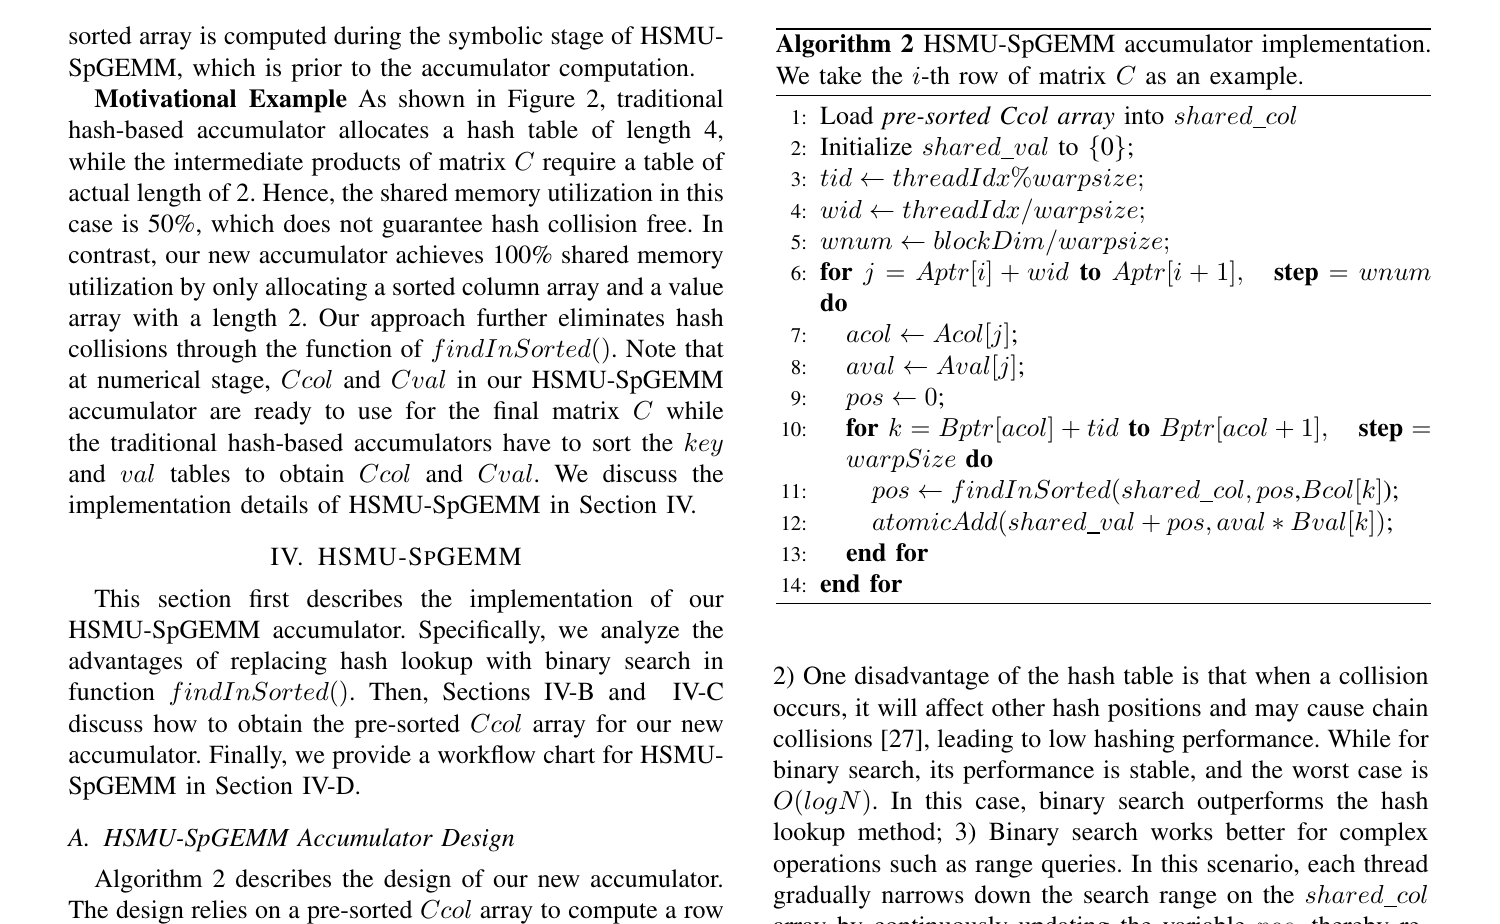 sorted array is computed during the symbolic stage of HSMU-
SpGEMM, which is prior to the accumulator computation.
Motivational Example As shown in Figure 2, traditional
hash-based accumulator allocates a hash table of length 4,
while the intermediate products of matrix C require a table of
actual length of 2. Hence, the shared memory utilization in this
case is 50%, which does not guarantee hash collision free. In
contrast, our new accumulator achieves 100% shared memory
utilization by only allocating a sorted column array and a value
array with a length 2. Our approach further eliminates hash
collisions through the function of findInSorted(). Note that
at numerical stage, Ccol and Cval in our HSMU-SpGEMM
accumulator are ready to use for the final matrix C while
the traditional hash-based accumulators have to sort the key
and val tables to obtain Ccol and Cval. We discuss the
implementation details of HSMU-SpGEMM in Section IV.
IV. HSMU-SPGEMM
This section first describes the implementation of our
HSMU-SpGEMM accumulator. Specifically, we analyze the
advantages of replacing hash lookup with binary search in
function findInSorted(). Then, Sections IV-B and IV-C
discuss how to obtain the pre-sorted Ccol array for our new
accumulator. Finally, we provide a workflow chart for HSMU-
SpGEMM in Section IV-D.
A. HSMU-SpGEMM Accumulator Design
Algorithm 2 describes the design of our new accumulator.
The design relies on a pre-sorted Ccol array to compute a row
Algorithm 2 HSMU-SpGEMM accumulator implementation.
We take the i-th row of matrix C as an example.
1: Load pre-sorted Ccol array into shared_col
2: Initialize shared_val to {0};
3: tid ← threadIdx%warpsize;
4: wid ← threadIdx/warpsize;
5: wnum ← blockDim/warpsize;
6: for j = Aptr[i] + wid to Aptr[i + 1], step = wnum
do
7: acol ← Acol[j];
8: aval ← Aval[j];
9: pos ← 0;
10: for k = Bptr[acol] + tid to Bptr[acol + 1], step =
warpSize do
11: pos ← findInSorted(shared_col, pos,Bcol[k]);
12: atomicAdd(shared_val + pos, aval ∗ Bval[k]);
13: end for
14: end for
2) One disadvantage of the hash table is that when a collision
occurs, it will affect other hash positions and may cause chain
collisions [27], leading to low hashing performance. While for
binary search, its performance is stable, and the worst case is
O(logN). In this case, binary search outperforms the hash
lookup method; 3) Binary search works better for complex
operations such as range queries. In this scenario, each thread
gradually narrows down the search range on the shared_col
array by continuously updating the variable pos, thereby re-